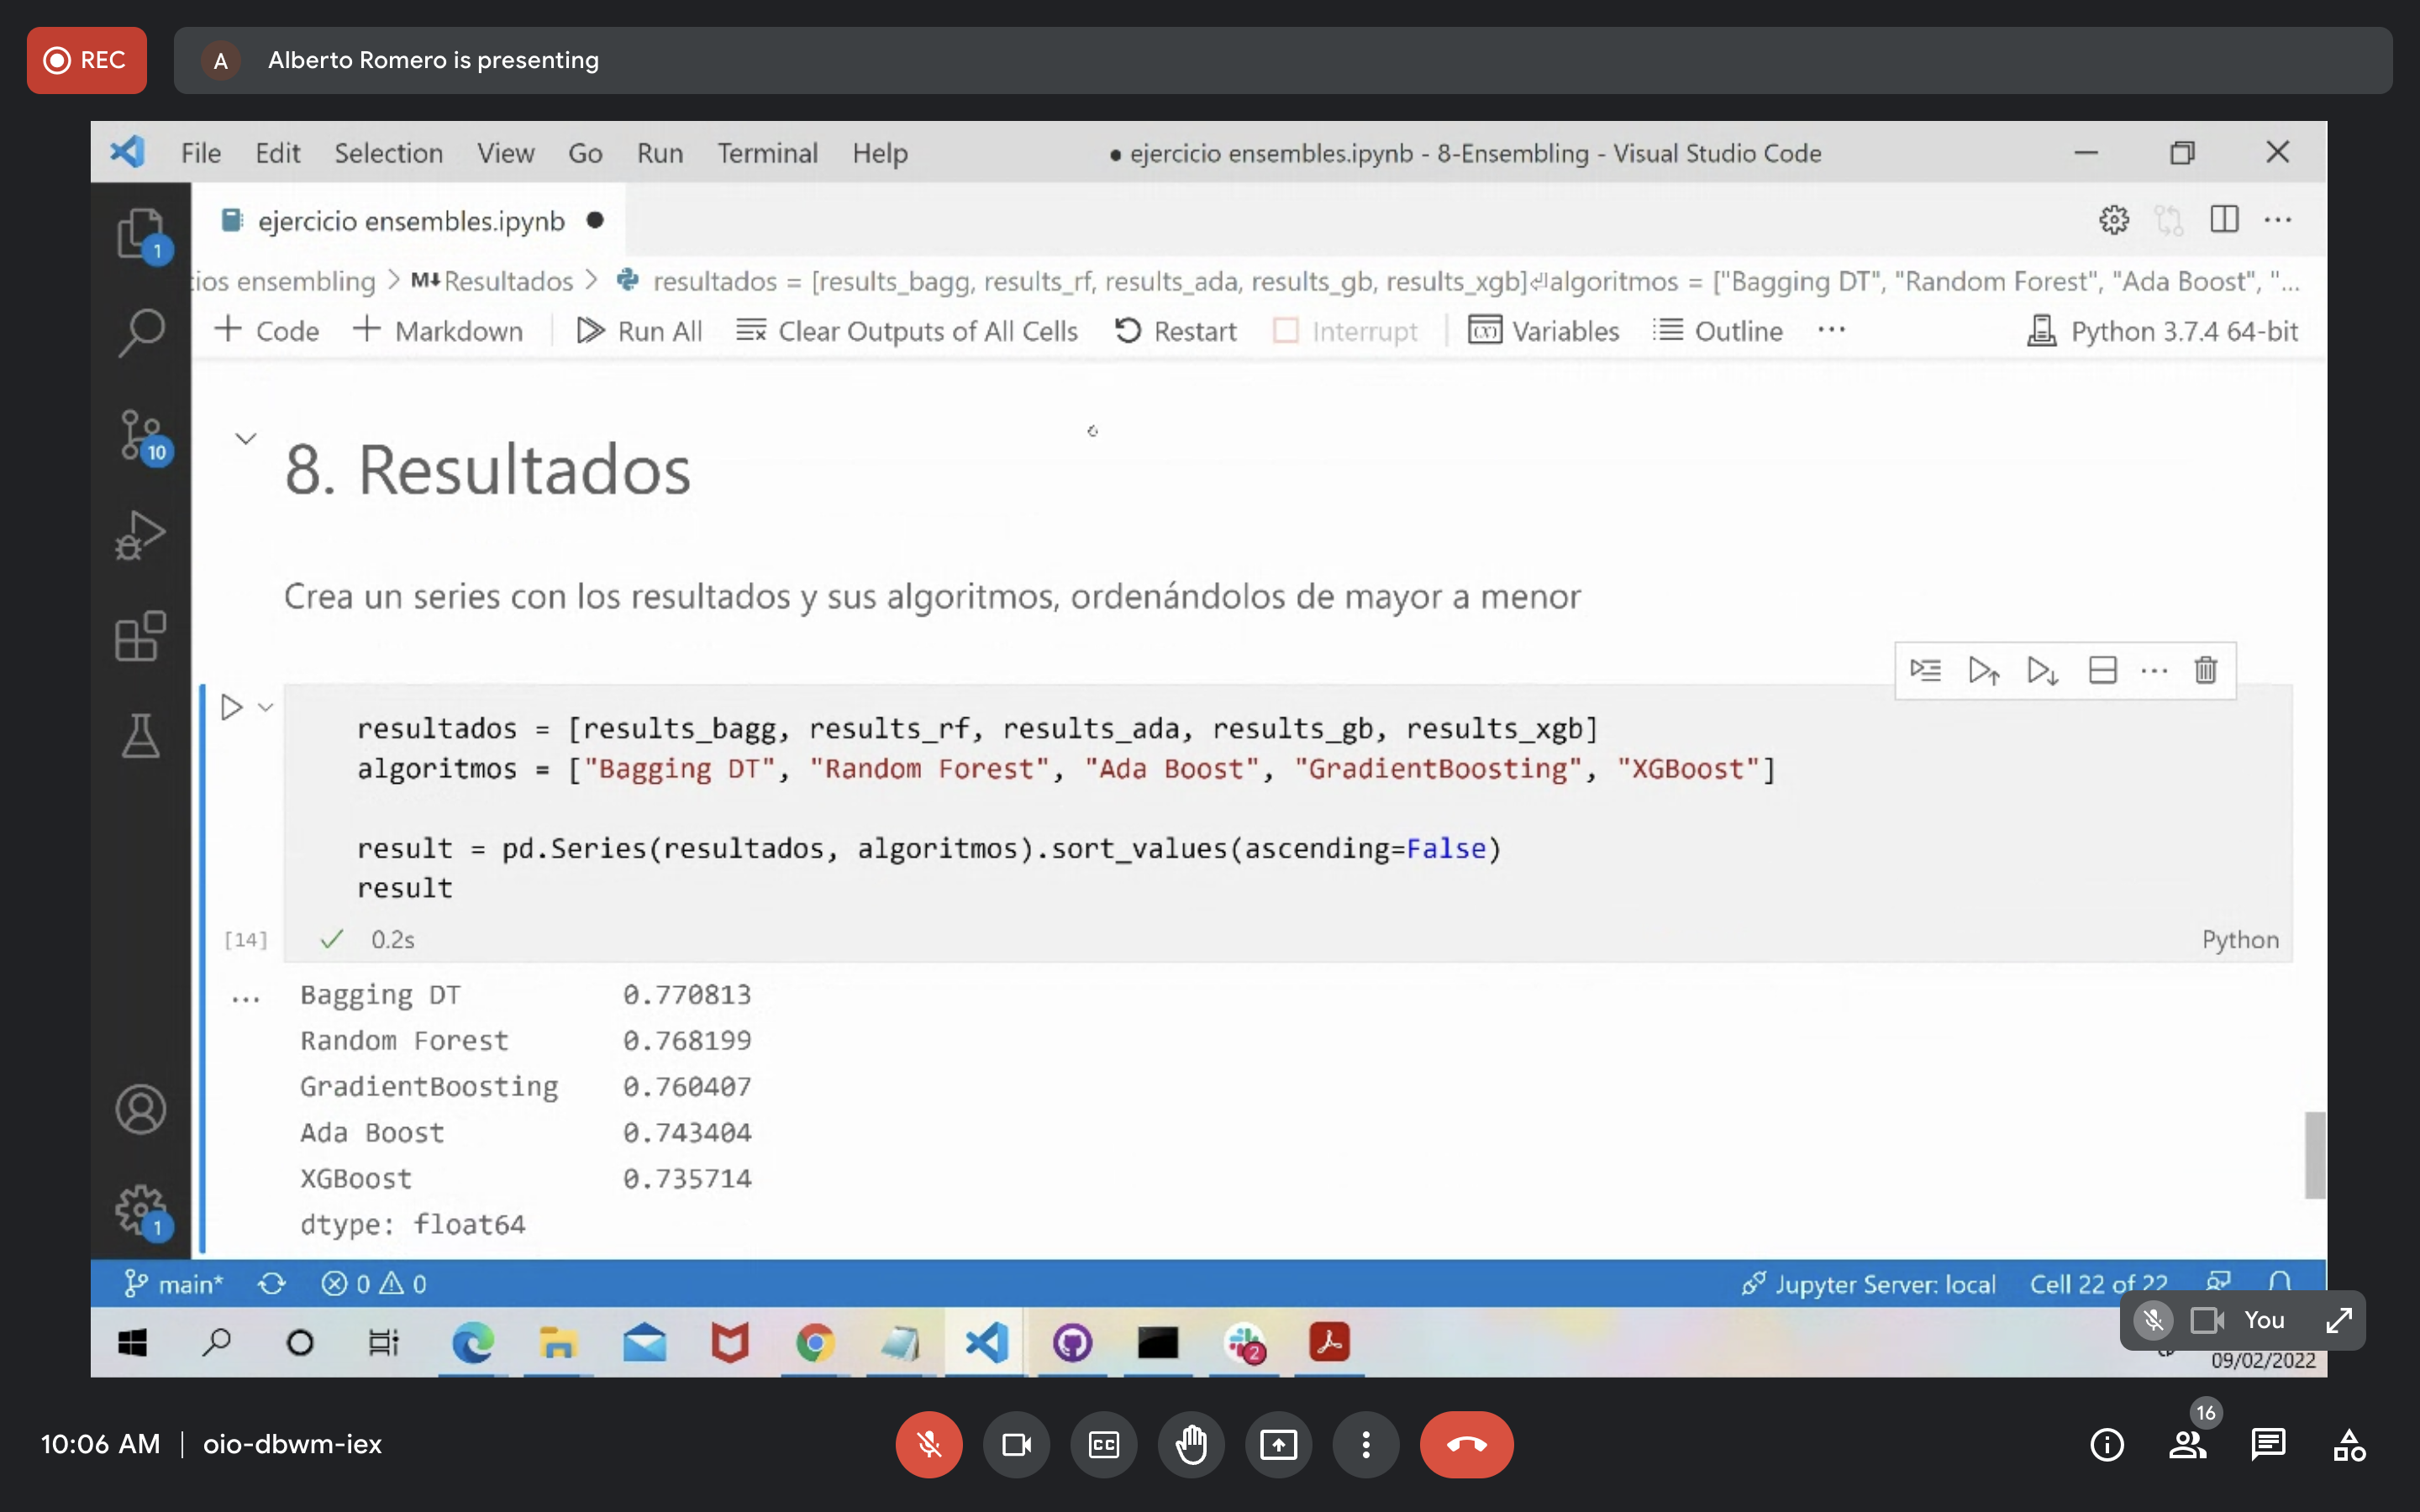 REC
A
Alberto Romero is presenting
File Edit Selection View Go Run Terminal Help
● ejercicio ensembles.ipynb - 8-Ensembling - Visual Studio Code
ejercicio ensembles.ipynb ●
1
ios ensembling > M↓Resultados > resultados = [results_bagg, results_rf, results_ada, results_gb, results_xgb]⏎algoritmos = ["Bagging DT", "Random Forest", "Ada Boost", "...
+ Code + Markdown Run All Clear Outputs of All Cells Restart Interrupt (x) Variables Outline ... Python 3.7.4 64-bit
10
8. Resultados
Crea un series con los resultados y sus algoritmos, ordenándolos de mayor a menor
resultados = [results_bagg, results_rf, results_ada, results_gb, results_xgb]
algoritmos = ["Bagging DT", "Random Forest", "Ada Boost", "GradientBoosting", "XGBoost"]
result = pd.Series(resultados, algoritmos).sort_values(ascending=False)
result
[14] ✓ 0.2s Python
... Bagging DT 0.770813
Random Forest 0.768199
GradientBoosting 0.760407
Ada Boost 0.743404
XGBoost 0.735714
dtype: float64
1
main* 0 0 Jupyter Server: local Cell 22 of 22
You
2
09/02/2022
10:06 AM | oio-dbwm-iex
CC
16